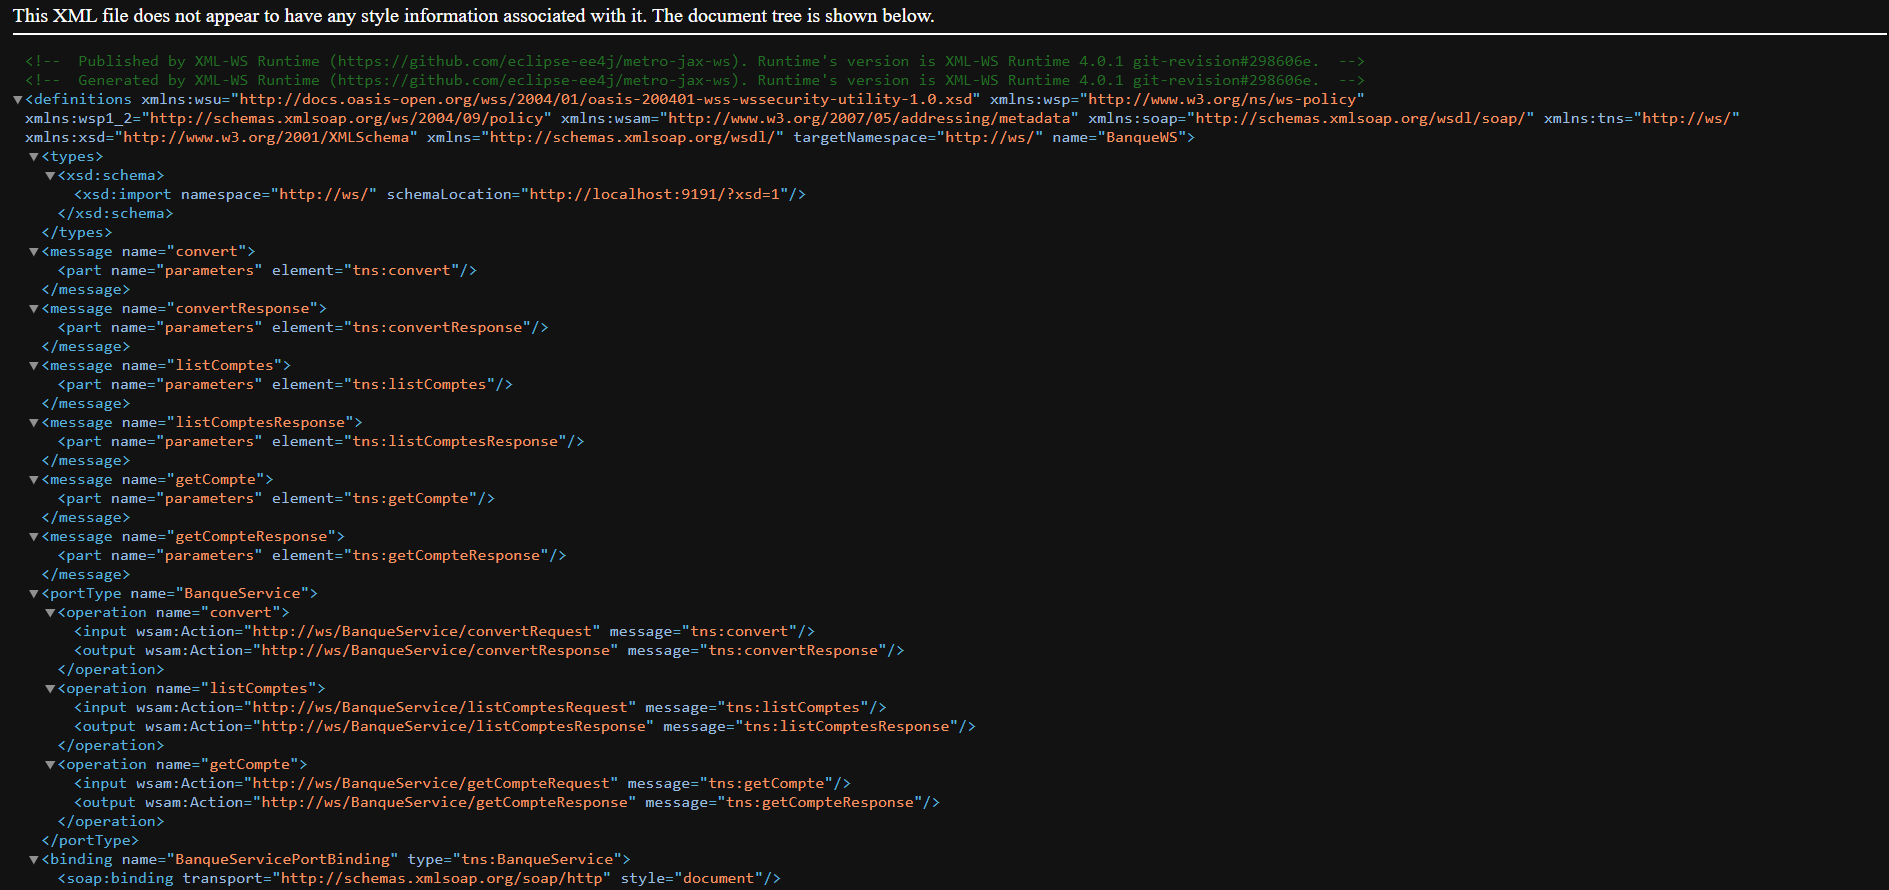 This XML file does not appear to have any style information associated with it. The document tree is shown below.
<!-- Published by XML-WS Runtime (https://github.com/eclipse-ee4j/metro-jax-ws). Runtime's version is XML-WS Runtime 4.0.1 git-revision#298606e. -->
<!-- Generated by XML-WS Runtime (https://github.com/eclipse-ee4j/metro-jax-ws). Runtime's version is XML-WS Runtime 4.0.1 git-revision#298606e. -->
▼<definitions xmlns:wsu="http://docs.oasis-open.org/wss/2004/01/oasis-200401-wss-wssecurity-utility-1.0.xsd" xmlns:wsp="http://www.w3.org/ns/ws-policy"
xmlns:wsp1_2="http://schemas.xmlsoap.org/ws/2004/09/policy" xmlns:wsam="http://www.w3.org/2007/05/addressing/metadata" xmlns:soap="http://schemas.xmlsoap.org/wsdl/soap/" xmlns:tns="http://ws/"
xmlns:xsd="http://www.w3.org/2001/XMLSchema" xmlns="http://schemas.xmlsoap.org/wsdl/" targetNamespace="http://ws/" name="BanqueWS">
▼<types>
▼<xsd:schema>
<xsd:import namespace="http://ws/" schemaLocation="http://localhost:9191/?xsd=1"/>
</xsd:schema>
</types>
▼<message name="convert">
<part name="parameters" element="tns:convert"/>
</message>
▼<message name="convertResponse">
<part name="parameters" element="tns:convertResponse"/>
</message>
▼<message name="listComptes">
<part name="parameters" element="tns:listComptes"/>
</message>
▼<message name="listComptesResponse">
<part name="parameters" element="tns:listComptesResponse"/>
</message>
▼<message name="getCompte">
<part name="parameters" element="tns:getCompte"/>
</message>
▼<message name="getCompteResponse">
<part name="parameters" element="tns:getCompteResponse"/>
</message>
▼<portType name="BanqueService">
▼<operation name="convert">
<input wsam:Action="http://ws/BanqueService/convertRequest" message="tns:convert"/>
<output wsam:Action="http://ws/BanqueService/convertResponse" message="tns:convertResponse"/>
</operation>
▼<operation name="listComptes">
<input wsam:Action="http://ws/BanqueService/listComptesRequest" message="tns:listComptes"/>
<output wsam:Action="http://ws/BanqueService/listComptesResponse" message="tns:listComptesResponse"/>
</operation>
▼<operation name="getCompte">
<input wsam:Action="http://ws/BanqueService/getCompteRequest" message="tns:getCompte"/>
<output wsam:Action="http://ws/BanqueService/getCompteResponse" message="tns:getCompteResponse"/>
</operation>
</portType>
▼<binding name="BanqueServicePortBinding" type="tns:BanqueService">
<soap:binding transport="http://schemas.xmlsoap.org/soap/http" style="document"/>